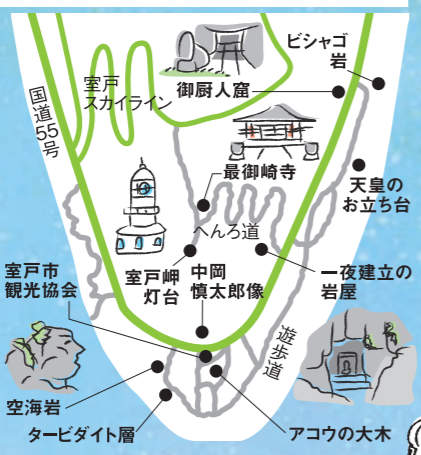 ビシャゴ
岩
国道55号
室戸
スカイライン
御厨人窟
最御崎寺
天皇の
お立ち台
へんろ道
室戸市
観光協会
室戸岬
灯台
中岡
慎太郎像
一夜建立の
岩屋
遊歩道
空海岩
タービダイト層
アコウの大木